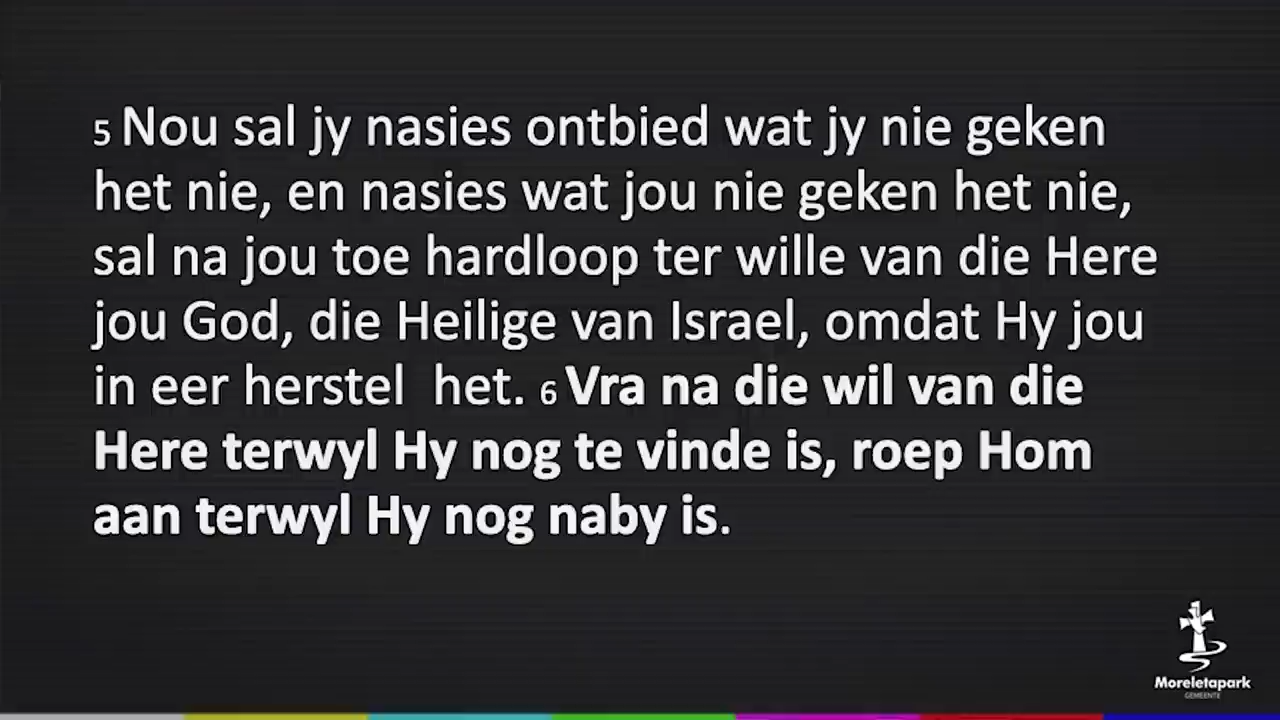 5 Nou sal jy nasies ontbied wat jy nie geken
het nie, en nasies wat jou nie geken het nie,
sal na jou toe hardloop ter wille van die Here
jou God, die Heilige van Israel, omdat Hy jou
in eer herstel  het. 6 Vra na die wil van die
Here terwyl Hy nog te vinde is, roep Hom
aan terwyl Hy nog naby is.
Moreletapark
GEMEENTE